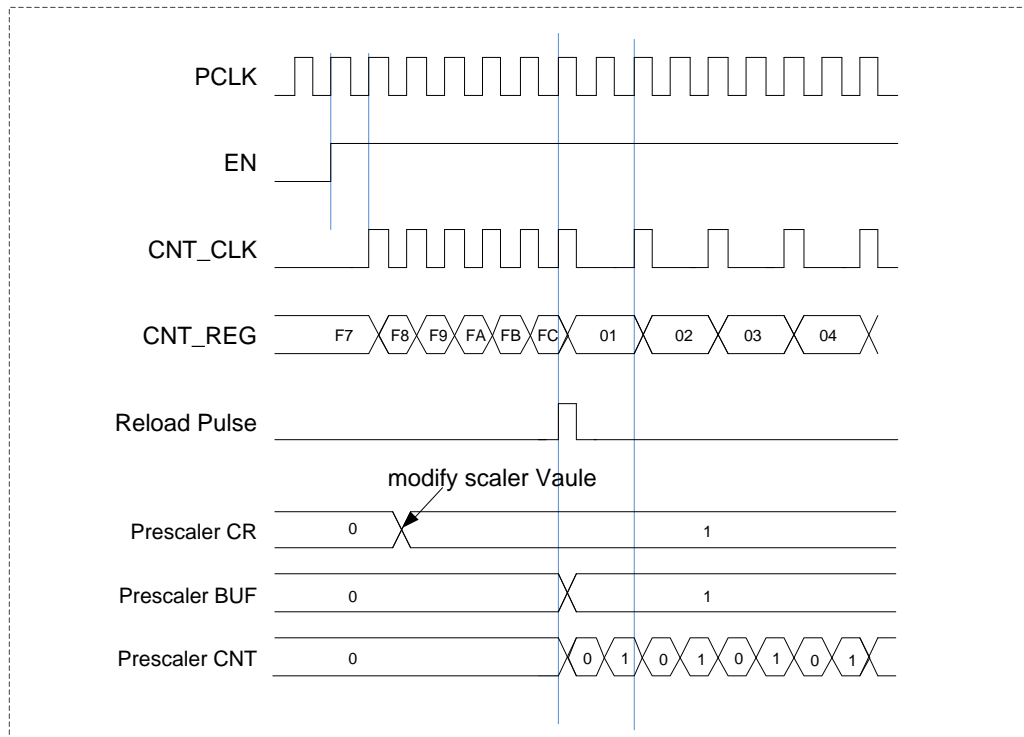 PCLK
EN
CNT_CLK
CNT_REG F7 F8 F9 FA FB FC 01 02 03 04
Reload Pulse
modify scaler Vaule
Prescaler CR 0 1
Prescaler BUF 0 1
Prescaler CNT 0 0 1 0 1 0 1 0 1